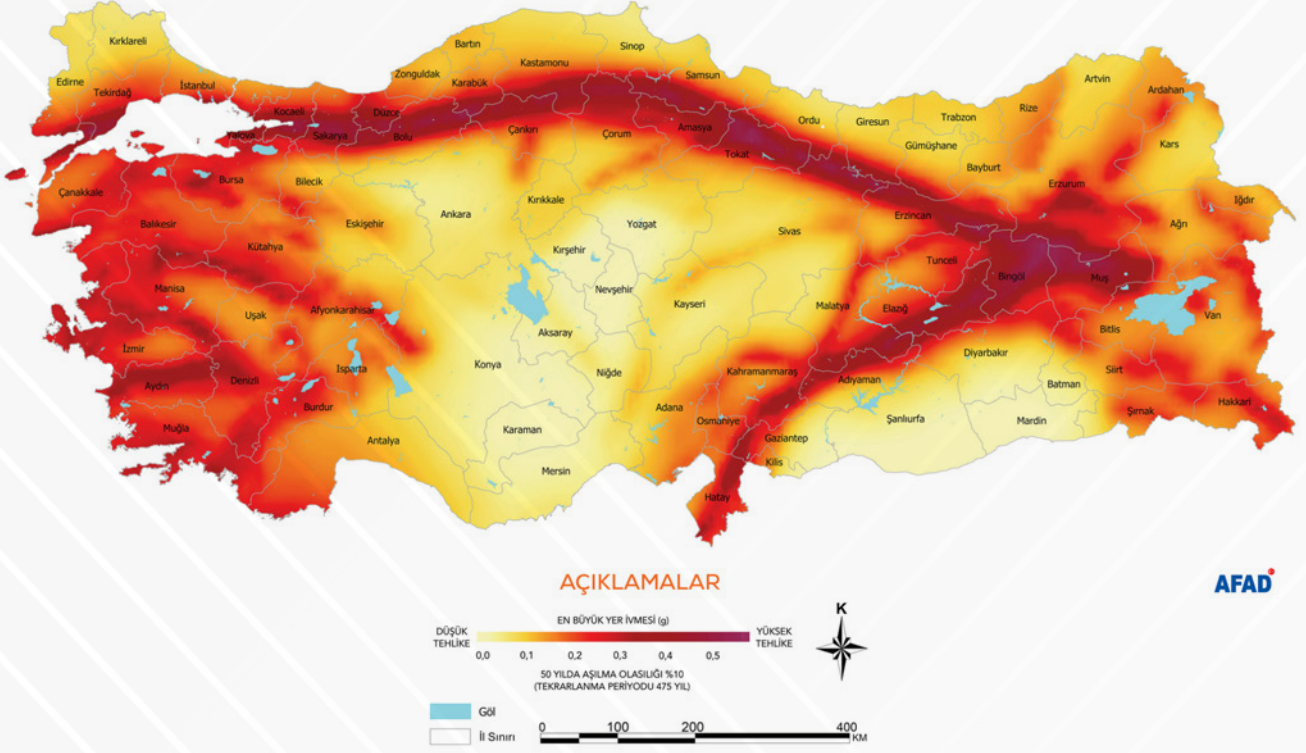 Kırklareli
Edirne
Tekirdağ
İstanbul
Kocaeli
Yalova
Sakarya
Düzce
Bolu
Zonguldak
Bartın
Karabük
Kastamonu
Sinop
Samsun
Çankırı
Çorum
Amasya
Tokat
Ordu
Giresun
Trabzon
Gümüşhane
Bayburt
Rize
Artvin
Ardahan
Kars
Erzurum
Iğdır
Ağrı
Çanakkale
Balıkesir
Bursa
Bilecik
Eskişehir
Kütahya
Ankara
Kırıkkale
Yozgat
Kırşehir
Sivas
Erzincan
Tunceli
Bingöl
Muş
Manisa
Uşak
Afyonkarahisar
Nevşehir
Kayseri
Malatya
Elazığ
Bitlis
Van
İzmir
Aydın
Denizli
Isparta
Burdur
Konya
Aksaray
Niğde
Kahramanmaraş
Adıyaman
Diyarbakır
Batman
Siirt
Şırnak
Hakkari
Muğla
Antalya
Karaman
Mersin
Adana
Osmaniye
Gaziantep
Kilis
Şanlıurfa
Mardin
Hatay
AÇIKLAMALAR
EN BÜYÜK YER İVMESİ (g)
DÜŞÜK
TEHLİKE
YÜKSEK
TEHLİKE
0,0 0,1 0,2 0,3 0,4 0,5
50 YILDA AŞILMA OLASILIĞI %10
(TEKRARLANMA PERİYODU 475 YIL)
K
AFAD
Göl
İl Sınırı
0 100 200 400
KM